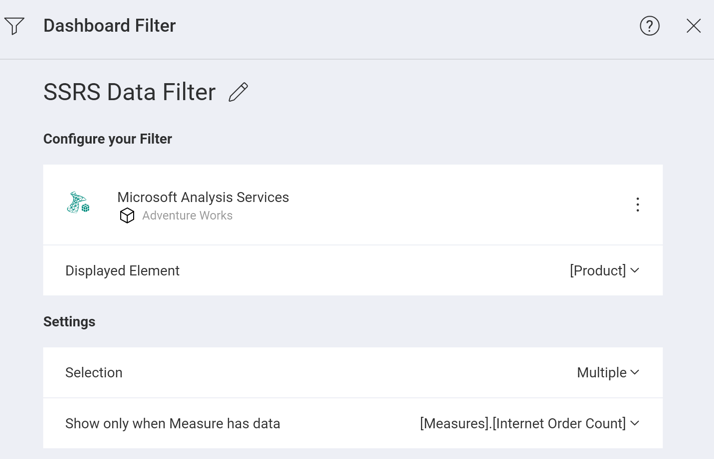 Dashboard Filter
SSRS Data Filter
Configure your Filter
Microsoft Analysis Services
Adventure Works
Displayed Element [Product]
Settings
Selection Multiple
Show only when Measure has data [Measures].[Internet Order Count]